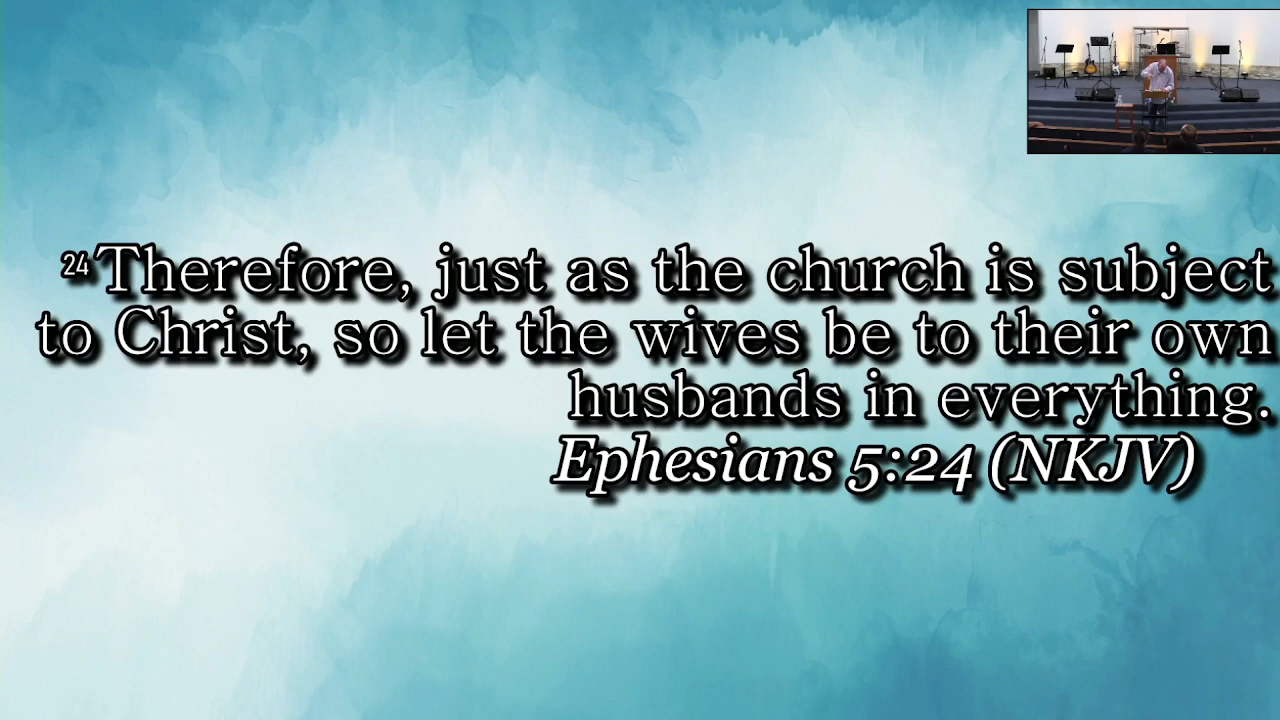 24Therefore, just as the church is subject
to Christ, so let the wives be to their own
husbands in everything.
Ephesians 5:24 (NKJV)